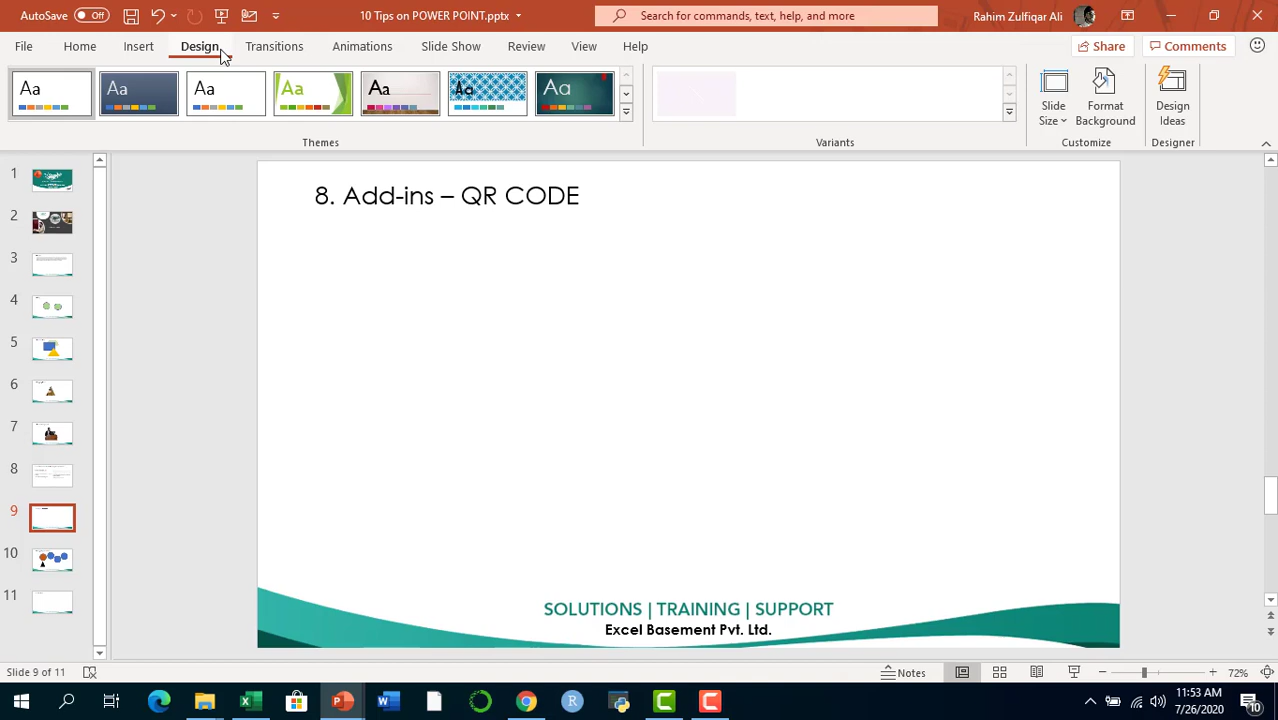 AutoSave Off
10 Tips on POWER POINT.pptx
Search for commands, text, help, and more
Rahim Zulfiqar Ali
File Home Insert Design Transitions Animations Slide Show Review View Help
Share Comments
Aa Aa Aa Aa Aa Aa Aa
Slide Size
Format Background
Design Ideas
Themes Variants Customize Designer
1
2
3
4
5
6
7
8
9
10
11
8. Add-ins – QR CODE
SOLUTIONS | TRAINING | SUPPORT
Excel Basement Pvt. Ltd.
Slide 9 of 11
Notes
72%
11:53 AM
7/26/2020
10